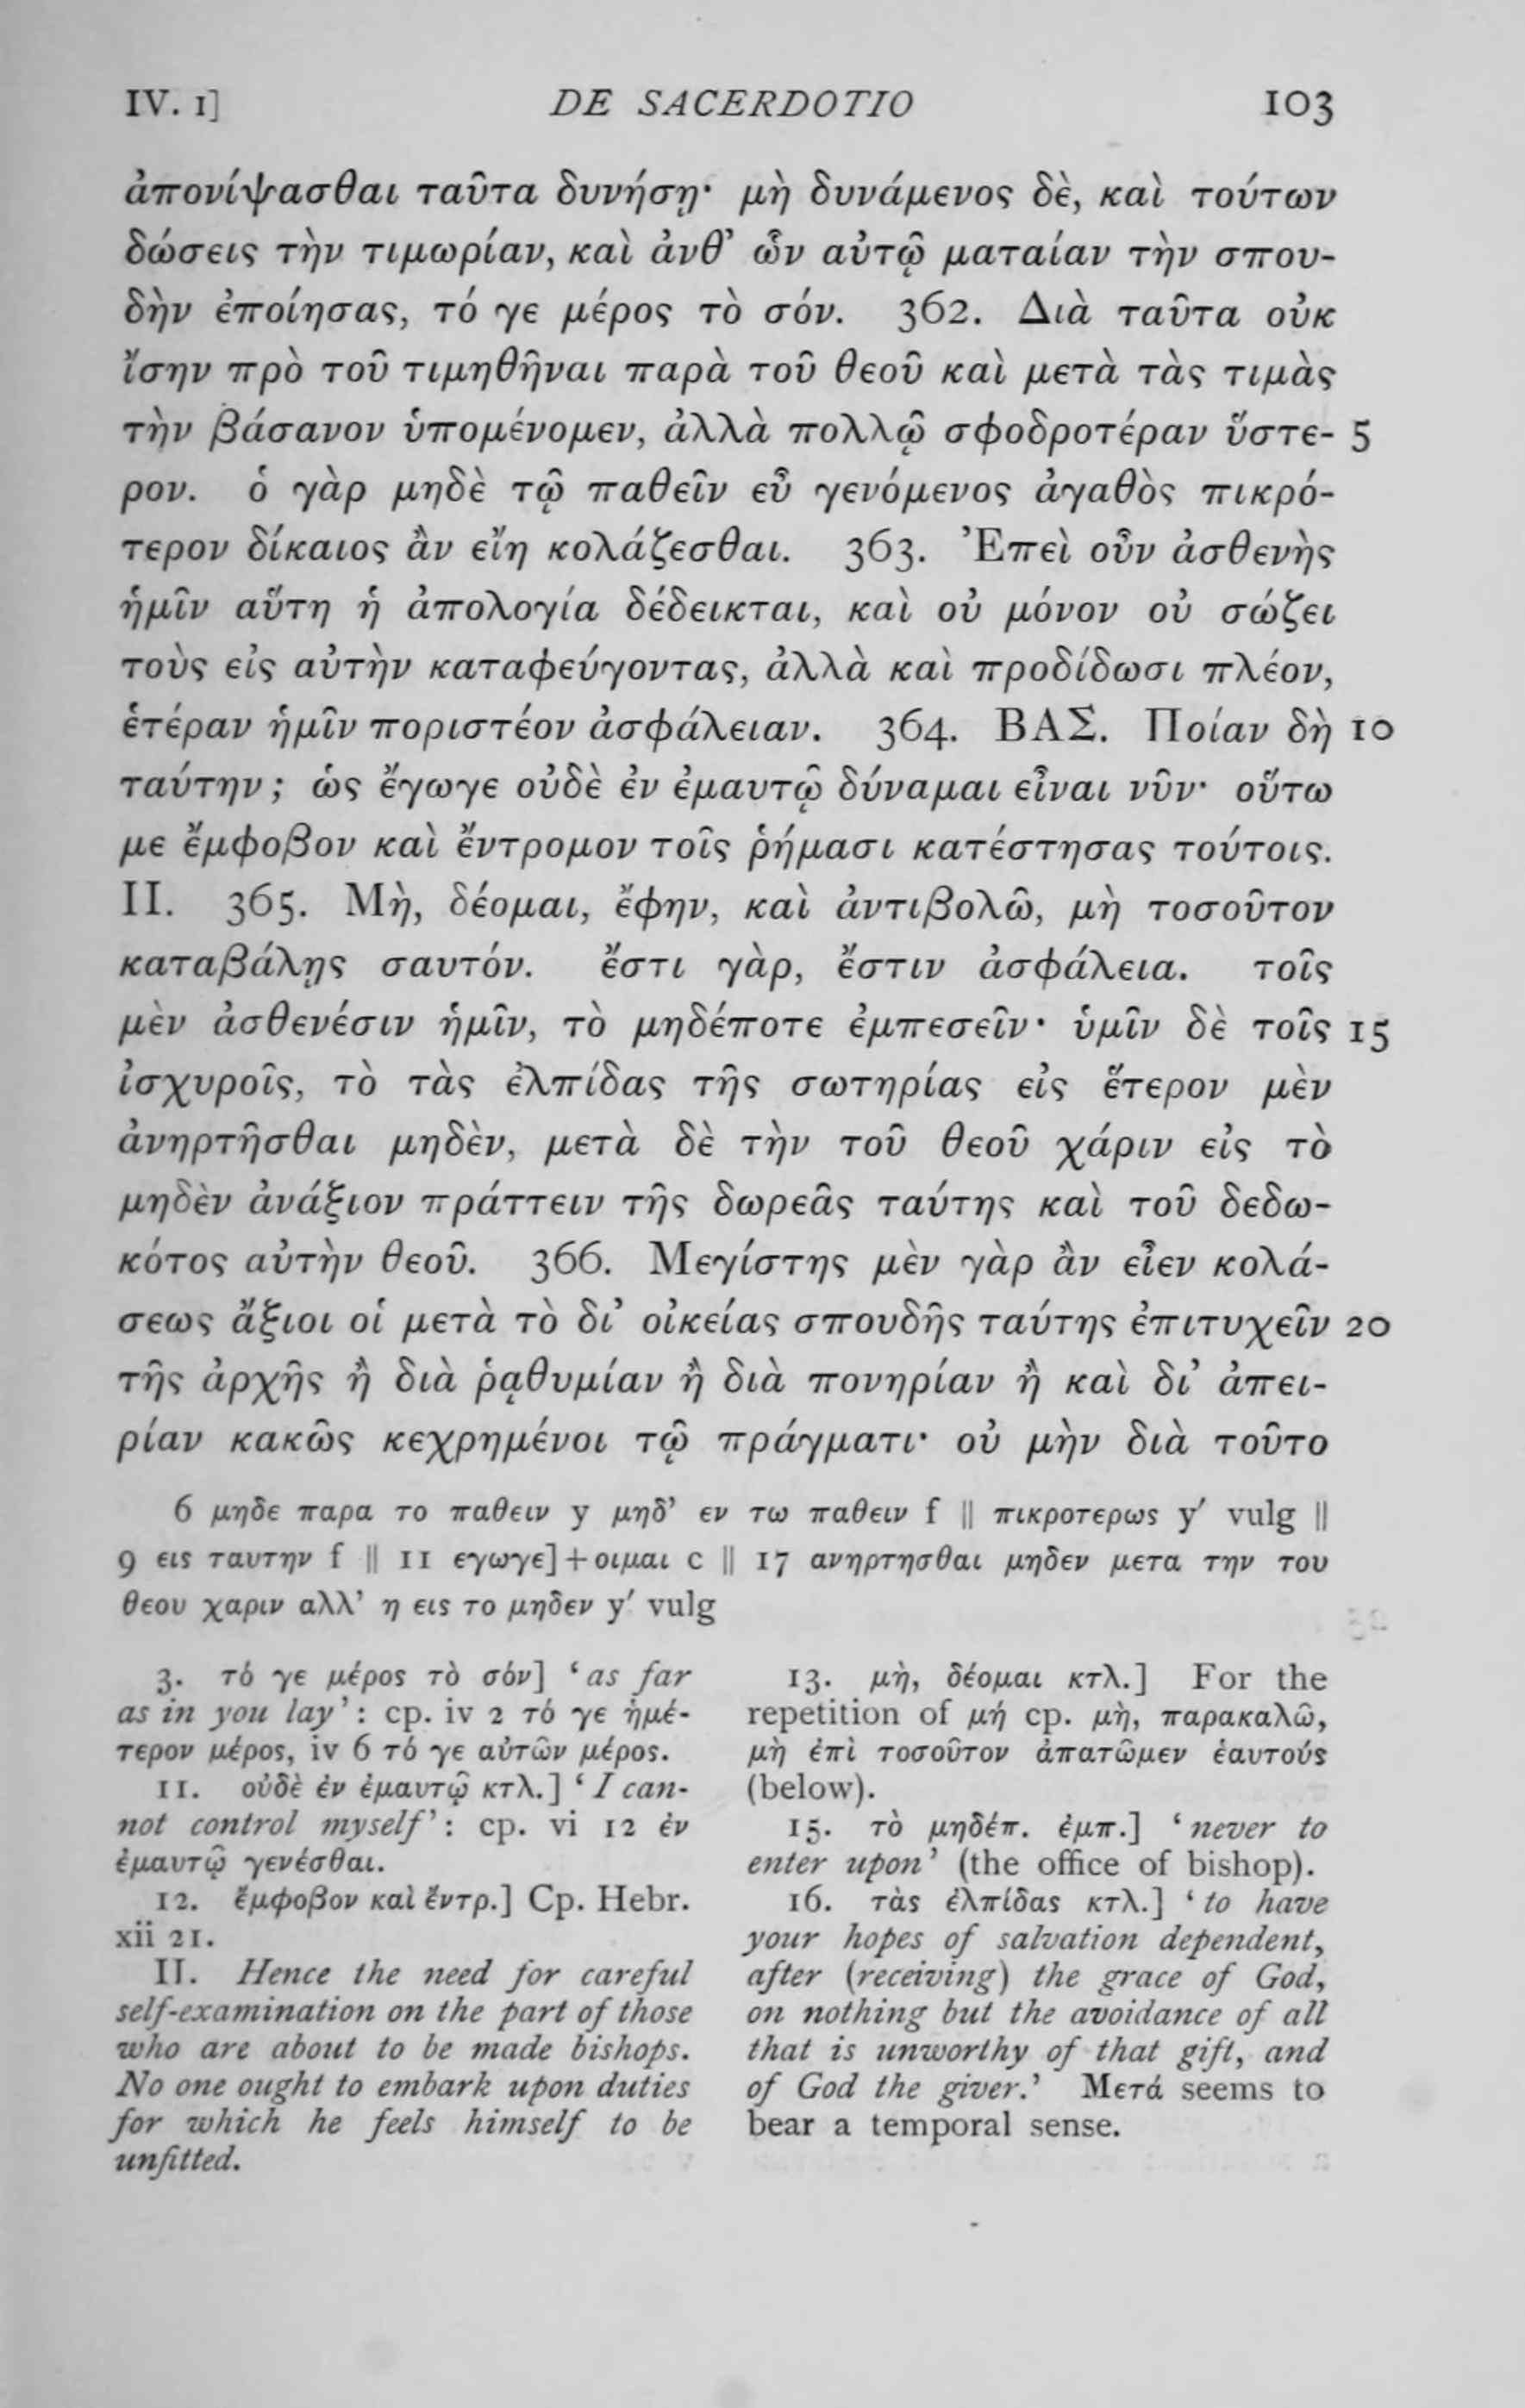 IV. 1] DE SACERDOTIO 103
ἀπονίψασθαι ταῦτα δυνήσῃ· μὴ δυνάμενος δὲ, καὶ τούτων
δώσεις τὴν τιμωρίαν, καὶ ἀνθ’ ὧν αὐτῷ ματαίαν τὴν σπου-
δὴν ἐποίησας, τό γε μέρος τὸ σόν. 362. Διὰ ταῦτα οὐκ
ἴσην πρὸ τοῦ τιμηθῆναι παρὰ τοῦ θεοῦ καὶ μετὰ τὰς τιμὰς
τὴν βάσανον ὑπομένομεν, ἀλλὰ πολλῷ σφοδροτέραν ὕστε- 5
ρον. ὁ γὰρ μηδὲ τῷ παθεῖν εὖ γενόμενος ἀγαθὸς πικρό-
τερον δίκαιος ἂν εἴη κολάζεσθαι. 363. Ἐπεὶ οὖν ἀσθενὴς
ἡμῖν αὕτη ἡ ἀπολογία δέδεικται, καὶ οὐ μόνον οὐ σώζει
τοὺς εἰς αὐτὴν καταφεύγοντας, ἀλλὰ καὶ προδίδωσι πλέον,
ἑτέραν ἡμῖν ποριστέον ἀσφάλειαν. 364. ΒΑΣ. Ποίαν δὴ 10
ταύτην; ὡς ἔγωγε οὐδὲ ἐν ἐμαυτῷ δύναμαι εἶναι νῦν· οὕτω
με ἔμφοβον καὶ ἔντρομον τοῖς ῥήμασι κατέστησας τούτοις.
II. 365. Μὴ, δέομαι, ἔφην, καὶ ἀντιβολῶ, μὴ τοσοῦτον
καταβάλῃς σαυτόν. ἔστι γὰρ, ἔστιν ἀσφάλεια. τοῖς
μὲν ἀσθενέσιν ἡμῖν, τὸ μηδέποτε ἐμπεσεῖν· ὑμῖν δὲ τοῖς 15
ἰσχυροῖς, τὸ τὰς ἐλπίδας τῆς σωτηρίας εἰς ἕτερον μὲν
ἀνηρτῆσθαι μηδὲν, μετὰ δὲ τὴν τοῦ θεοῦ χάριν εἰς τὸ
μηδὲν ἀνάξιον πράττειν τῆς δωρεᾶς ταύτης καὶ τοῦ δεδω-
κότος αὐτὴν θεοῦ. 366. Μεγίστης μὲν γὰρ ἂν εἶεν κολά-
σεως ἄξιοι οἱ μετὰ τὸ δι’ οἰκείας σπουδῆς ταύτης ἐπιτυχεῖν 20
τῆς ἀρχῆς ἢ διὰ ῥᾳθυμίαν ἢ διὰ πονηρίαν ἢ καὶ δι’ ἀπει-
ρίαν κακῶς κεχρημένοι τῷ πράγματι· οὐ μὴν διὰ τοῦτο
6 μηδε παρα το παθειν y μηδ’ εν τω παθειν f || πικροτερως y′ vulg ||
9 εις ταυτην f || 11 εγωγε]+οιμαι c || 17 ανηρτησθαι μηδεν μετα την του
θεου χαριν αλλ’ η εις το μηδεν y′ vulg
3. τό γε μέρος τὸ σόν] ‘as far
as in you lay’: cp. iv 2 τό γε ἡμέ-
τερον μέρος, iv 6 τό γε αὐτῶν μέρος.
11. οὐδὲ ἐν ἐμαυτῷ κτλ.] ‘I can-
not control myself’: cp. vi 12 ἐν
ἐμαυτῷ γενέσθαι.
12. ἔμφοβον καὶ ἔντρ.] Cp. Hebr.
xii 21.
II. Hence the need for careful
self-examination on the part of those
who are about to be made bishops.
No one ought to embark upon duties
for which he feels himself to be
unfitted.
13. μὴ, δέομαι κτλ.] For the
repetition of μή cp. μὴ, παρακαλῶ,
μὴ ἐπὶ τοσοῦτον ἀπατῶμεν ἑαυτούς
(below).
15. τὸ μηδέπ. ἐμπ.] ‘never to
enter upon’ (the office of bishop).
16. τὰς ἐλπίδας κτλ.] ‘to have
your hopes of salvation dependent,
after (receiving) the grace of God,
on nothing but the avoidance of all
that is unworthy of that gift, and
of God the giver.’ Μετά seems to
bear a temporal sense.